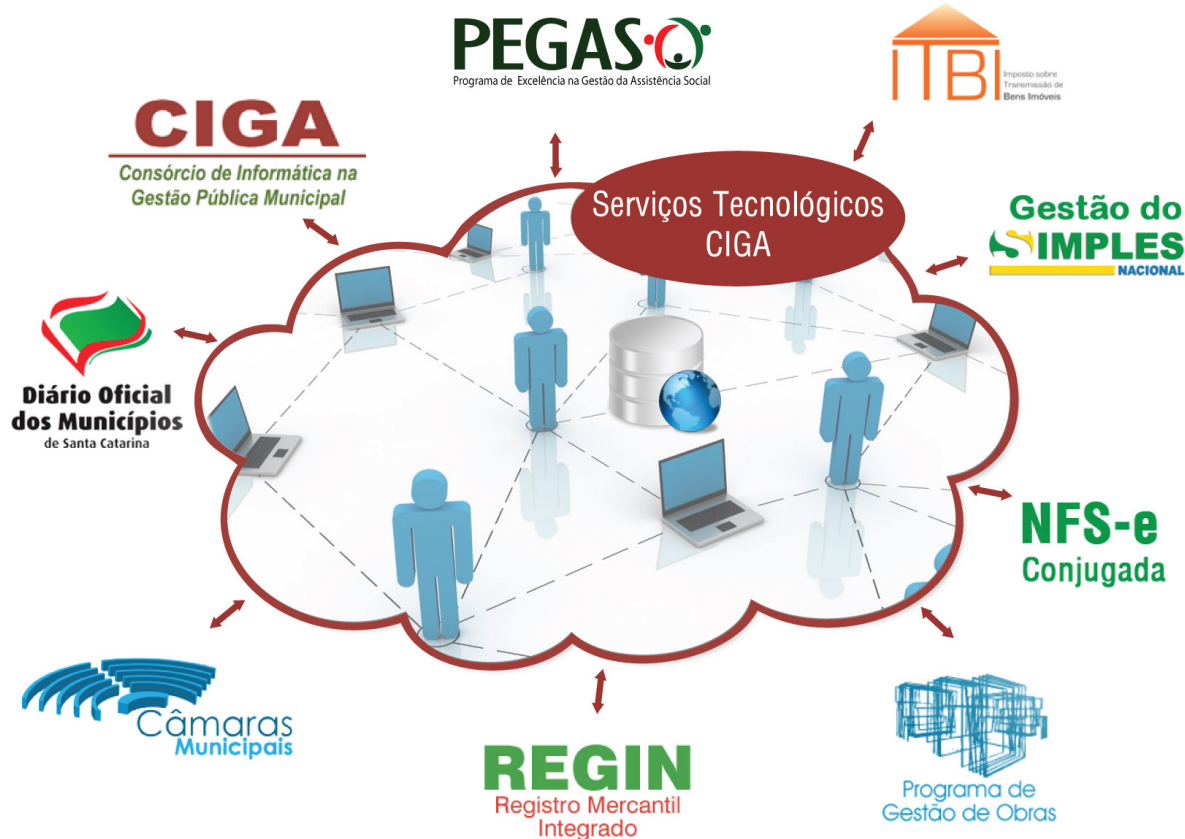 PEGASO
Programa de Excelência na Gestão da Assistência Social
ITBI
Imposto sobre
Transmissão de
Bens Imóveis
CIGA
Consórcio de Informática na
Gestão Pública Municipal
Serviços Tecnológicos
CIGA
Gestão do
SIMPLES
NACIONAL
Diário Oficial
dos Municípios
de Santa Catarina
NFS-e
Conjugada
Câmaras
Municipais
REGIN
Registro Mercantil
Integrado
Programa de
Gestão de Obras